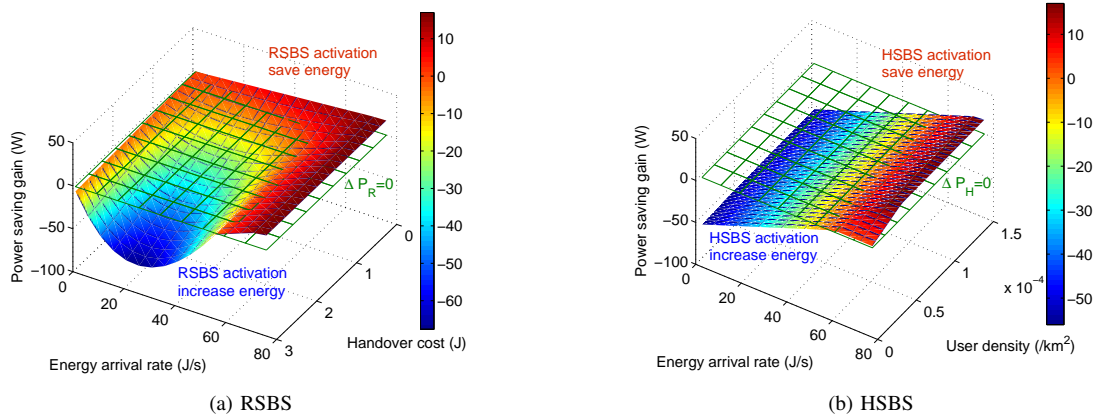 RSBS activation
save energy
Power saving gain (W)
50
0
−50
−100
Δ P_R=0
RSBS activation
increase energy
0
20
40
60
80
Energy arrival rate (J/s)
0
1
2
3
Handover cost (J)
10
0
−10
−20
−30
−40
−50
−60
(a) RSBS
HSBS activation
save energy
Power saving gain (W)
50
0
−50
−100
Δ P_H=0
HSBS activation
increase energy
0
20
40
60
80
Energy arrival rate (J/s)
1.5
1
0.5
0
x 10⁻⁴
User density (/km²)
10
0
−10
−20
−30
−40
−50
(b) HSBS